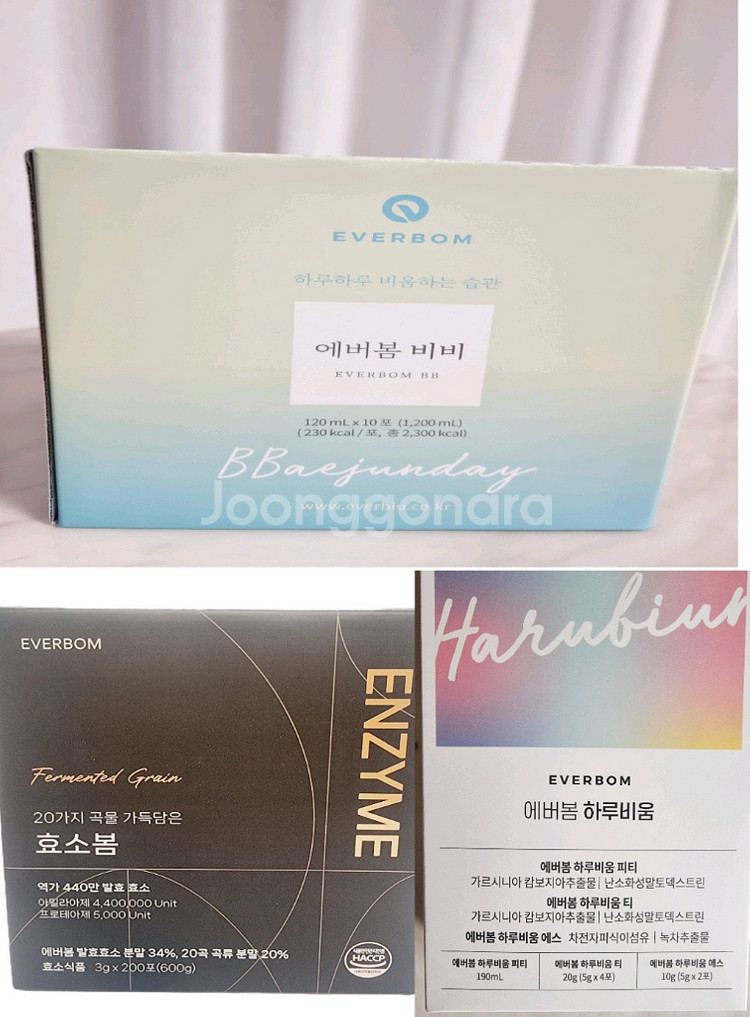 EVERBOM
하루하루 비움하는 습관
에버봄 비비
EVERBOM BB
120 mL x 10 포 (1,200 mL)
( 230 kcal / 포, 총 2,300 kcal)
BBaejunday
Joonggonara
www.everbio.co.kr
EVERBOM
ENZYME
Fermented Grain
20가지 곡물 가득담은
효소봄
역가 440만 발효 효소
아밀라아제 4,400,000 Unit
프로테아제 5,000 Unit
에버봄 발효효소 분말 34%, 20곡 곡류 분말 20%
효소식품 3g x 200포(600g)
HACCP
Harubium
EVERBOM
에버봄 하루비움
에버봄 하루비움 피티
가르시니아 캄보지아추출물 | 난소화성말토덱스트린
에버봄 하루비움 티
가르시니아 캄보지아추출물 | 난소화성말토덱스트린
에버봄 하루비움 에스 차전자피식이섬유 | 녹차추출물
에버봄 하루비움 피티 에버봄 하루비움 티 에버봄 하루비움 에스
190mL 20g (5g x 4포) 10g (5g x 2포)